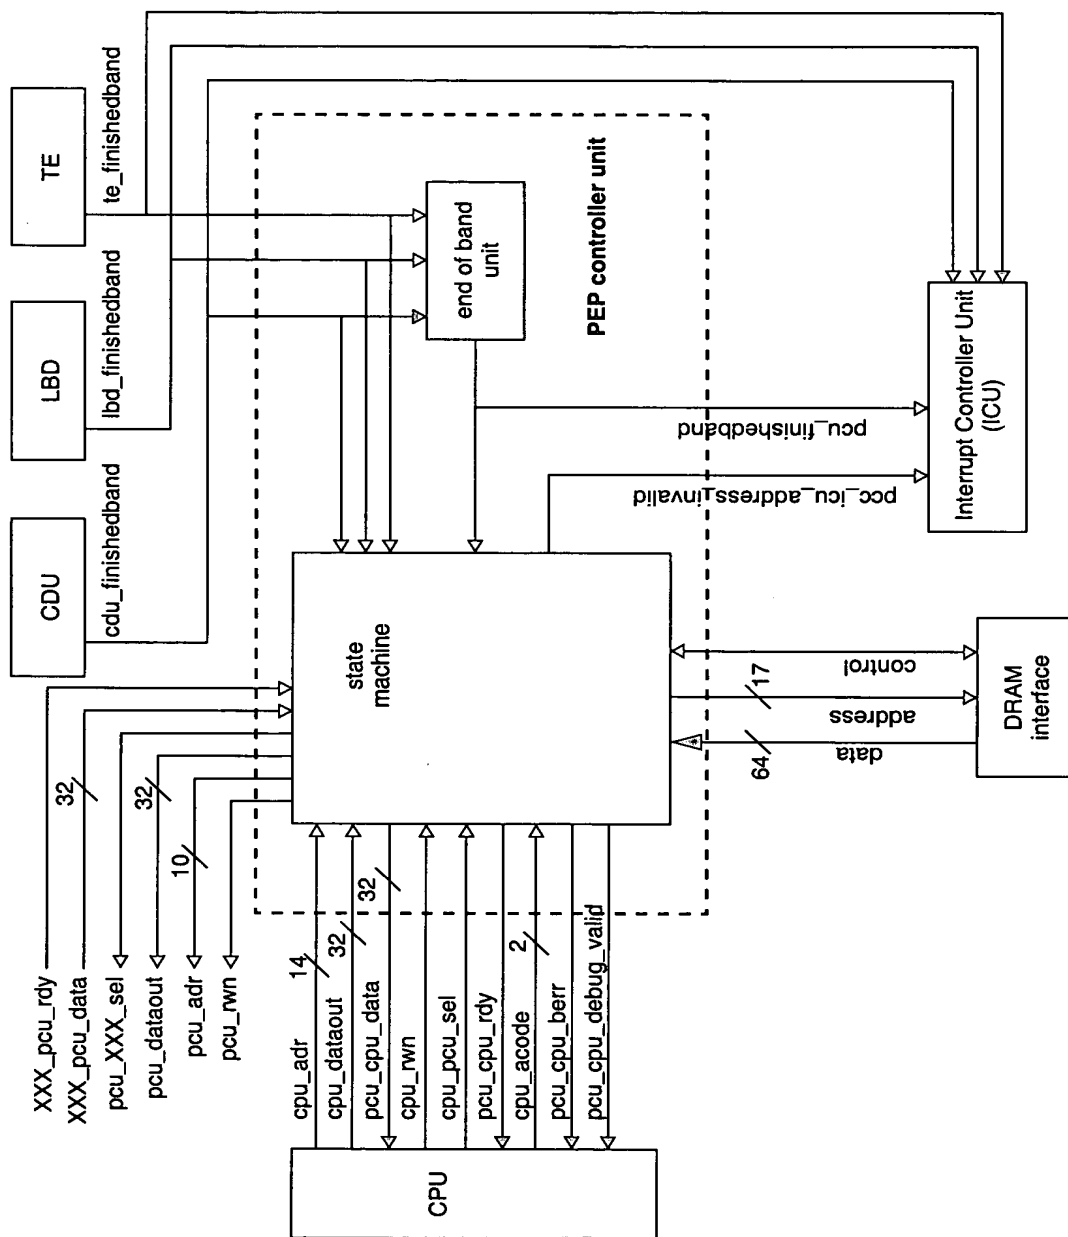 TE
te_finishedband
LBD
lbd_finishedband
CDU
cdu_finishedband
end of band
unit
PEP controller unit
Interrupt Controller Unit
(ICU)
pcu_finishedband
pcc_icu_address_invalid
state
machine
XXX_pcu_rdy
XXX_pcu_data
32
pcu_XXX_sel
pcu_dataout
32
pcu_adr
10
pcu_rwn
cpu_adr
14
cpu_dataout
32
pcu_cpu_data
32
cpu_rwn
cpu_pcu_sel
pcu_cpu_rdy
cpu_acode
2
pcu_cpu_berr
pcu_cpu_debug_valid
CPU
control
17
address
64
data
DRAM
interface